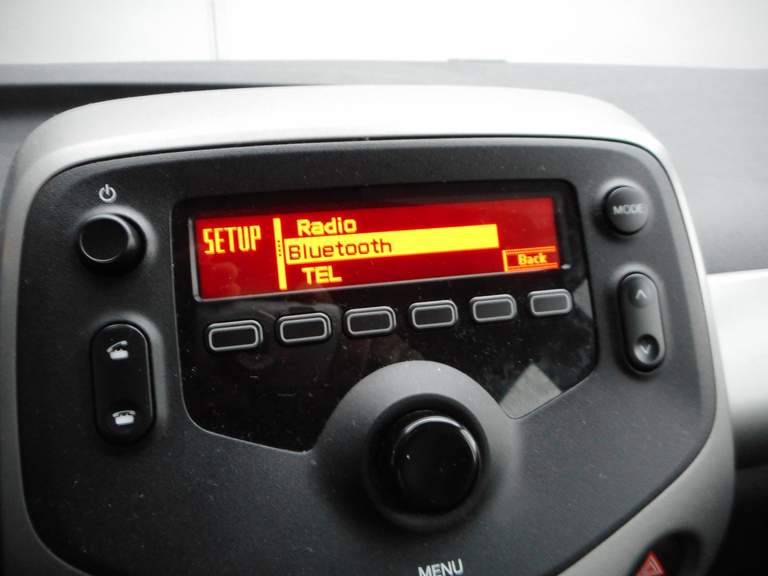 MODE
Radio
SETUP
Bluetooth
Back
TEL
MENU